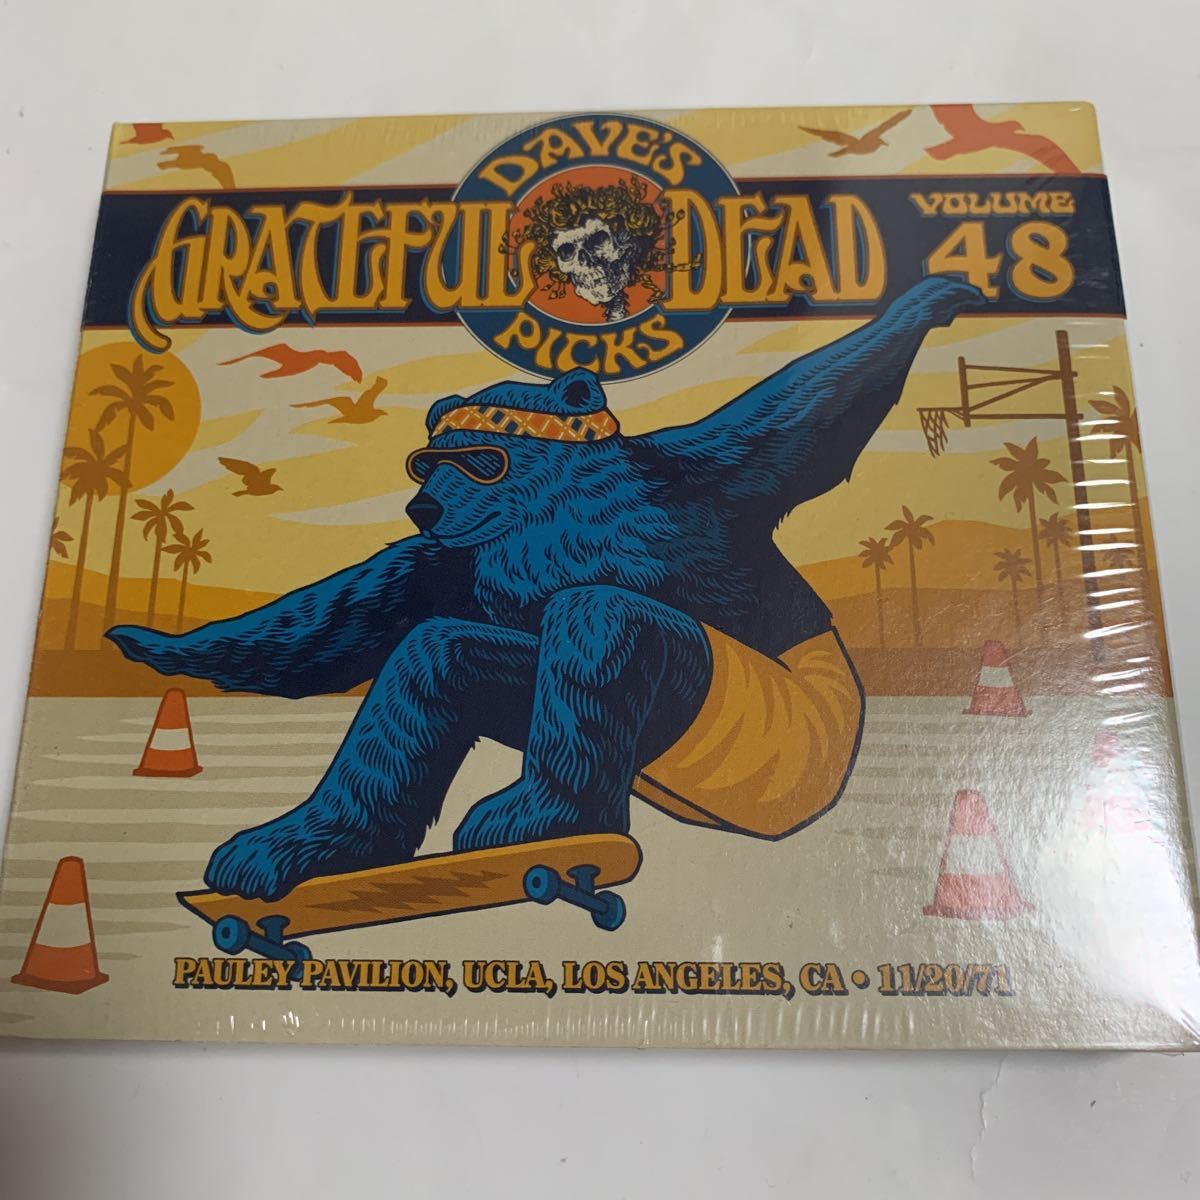 DAVE'S
GRATEFUL DEAD
PICKS
VOLUME
48
PAULEY PAVILION, UCLA, LOS ANGELES, CA • 11/20/71